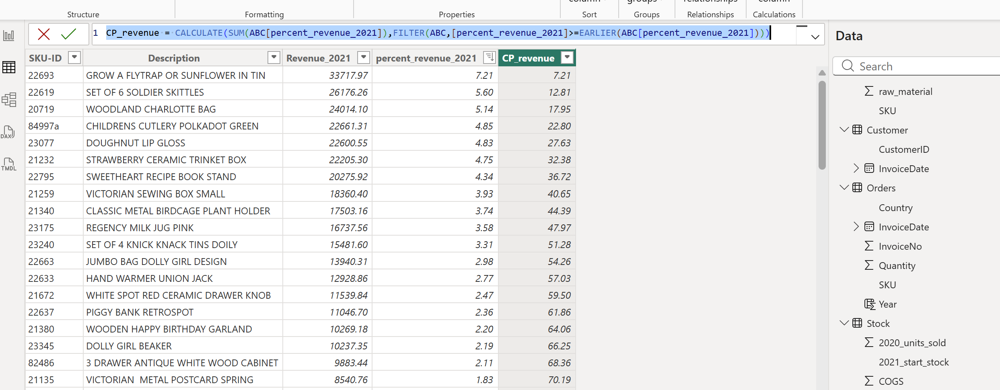 column groups relationships column
Structure Formatting Properties Sort Groups Relationships Calculations
1 CP_revenue = CALCULATE(SUM(ABC[percent_revenue_2021]),FILTER(ABC,[percent_revenue_2021]>=EARLIER(ABC[percent_revenue_2021])))
SKU-ID Description Revenue_2021 percent_revenue_2021 CP_revenue
22693 GROW A FLYTRAP OR SUNFLOWER IN TIN 33717.97 7.21 7.21
22619 SET OF 6 SOLDIER SKITTLES 26176.26 5.60 12.81
20719 WOODLAND CHARLOTTE BAG 24014.10 5.14 17.95
84997a CHILDRENS CUTLERY POLKADOT GREEN 22661.31 4.85 22.80
23077 DOUGHNUT LIP GLOSS 22600.55 4.83 27.63
21232 STRAWBERRY CERAMIC TRINKET BOX 22205.30 4.75 32.38
22795 SWEETHEART RECIPE BOOK STAND 20275.92 4.34 36.72
21259 VICTORIAN SEWING BOX SMALL 18360.40 3.93 40.65
21340 CLASSIC METAL BIRDCAGE PLANT HOLDER 17503.16 3.74 44.39
23175 REGENCY MILK JUG PINK 16737.56 3.58 47.97
23240 SET OF 4 KNICK KNACK TINS DOILY 15481.60 3.31 51.28
22663 JUMBO BAG DOLLY GIRL DESIGN 13940.31 2.98 54.26
22633 HAND WARMER UNION JACK 12928.86 2.77 57.03
21672 WHITE SPOT RED CERAMIC DRAWER KNOB 11539.84 2.47 59.50
22637 PIGGY BANK RETROSPOT 11046.70 2.36 61.86
21380 WOODEN HAPPY BIRTHDAY GARLAND 10269.18 2.20 64.06
23345 DOLLY GIRL BEAKER 10237.35 2.19 66.25
82486 3 DRAWER ANTIQUE WHITE WOOD CABINET 9883.44 2.11 68.36
21135 VICTORIAN  METAL POSTCARD SPRING 8540.76 1.83 70.19
DAX
TMDL
Data
Search
raw_material
SKU
Customer
CustomerID
InvoiceDate
Orders
Country
InvoiceDate
InvoiceNo
Quantity
SKU
Year
Stock
2020_units_sold
2021_start_stock
COGS